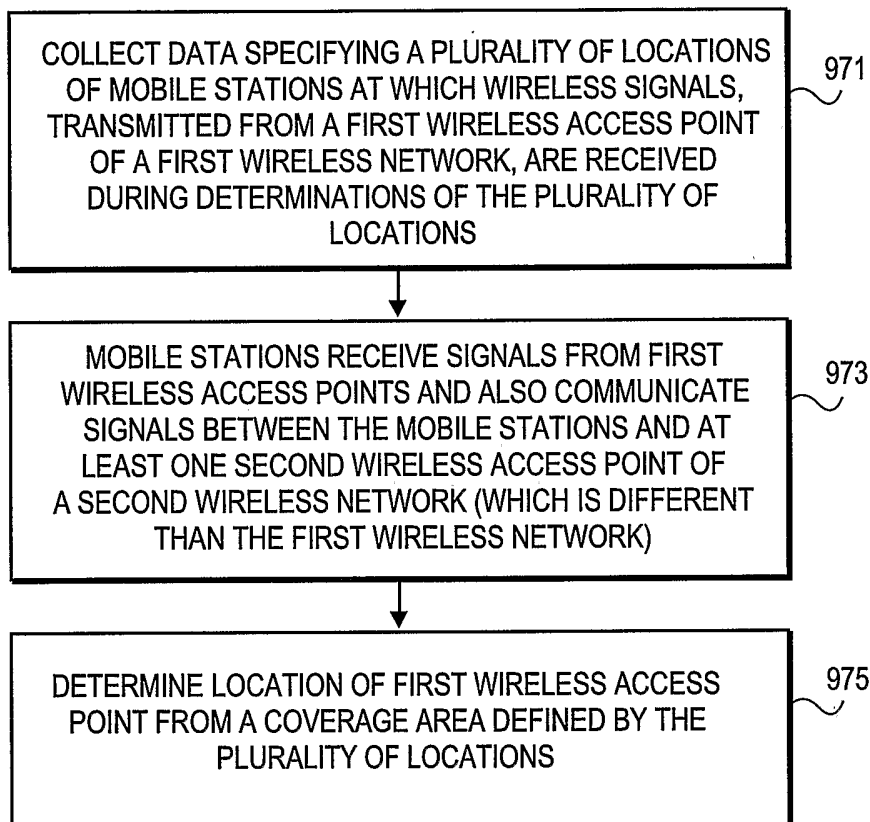 COLLECT DATA SPECIFYING A PLURALITY OF LOCATIONS
OF MOBILE STATIONS AT WHICH WIRELESS SIGNALS,
TRANSMITTED FROM A FIRST WIRELESS ACCESS POINT
OF A FIRST WIRELESS NETWORK, ARE RECEIVED
DURING DETERMINATIONS OF THE PLURALITY OF
LOCATIONS
971
MOBILE STATIONS RECEIVE SIGNALS FROM FIRST
WIRELESS ACCESS POINTS AND ALSO COMMUNICATE
SIGNALS BETWEEN THE MOBILE STATIONS AND AT
LEAST ONE SECOND WIRELESS ACCESS POINT OF
A SECOND WIRELESS NETWORK (WHICH IS DIFFERENT
THAN THE FIRST WIRELESS NETWORK)
973
DETERMINE LOCATION OF FIRST WIRELESS ACCESS
POINT FROM A COVERAGE AREA DEFINED BY THE
PLURALITY OF LOCATIONS
975